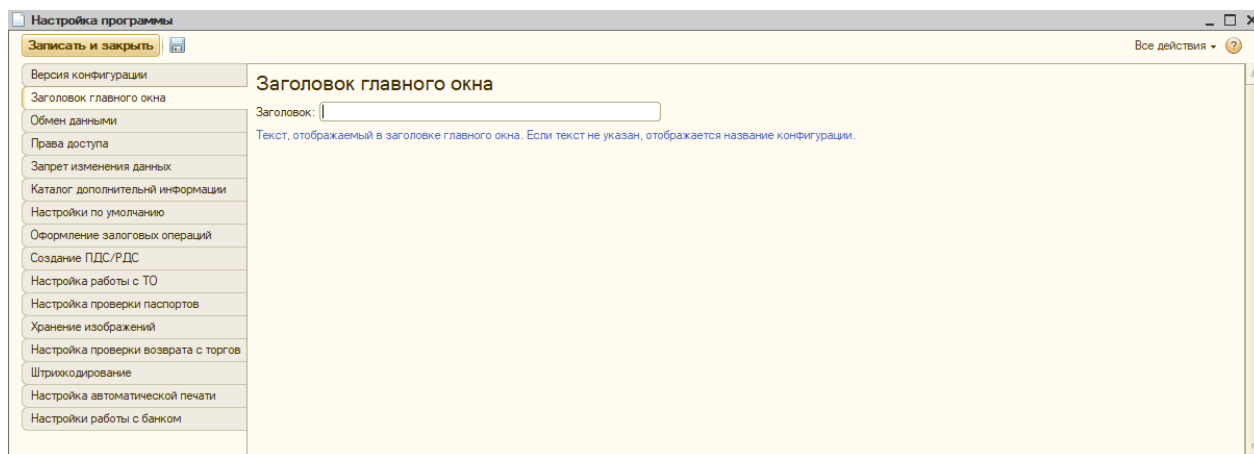 Настройка программы
Записать и закрыть
Все действия
Версия конфигурации
Заголовок главного окна
Обмен данными
Права доступа
Запрет изменения данных
Каталог дополнительнй информации
Настройки по умолчанию
Оформление залоговых операций
Создание ПДС/РДС
Настройка работы с ТО
Настройка проверки паспортов
Хранение изображений
Настройка проверки возврата с торгов
Штрихкодирование
Настройка автоматической печати
Настройки работы с банком
Заголовок главного окна
Заголовок:
Текст, отображаемый в заголовке главного окна. Если текст не указан, отображается название конфигурации.